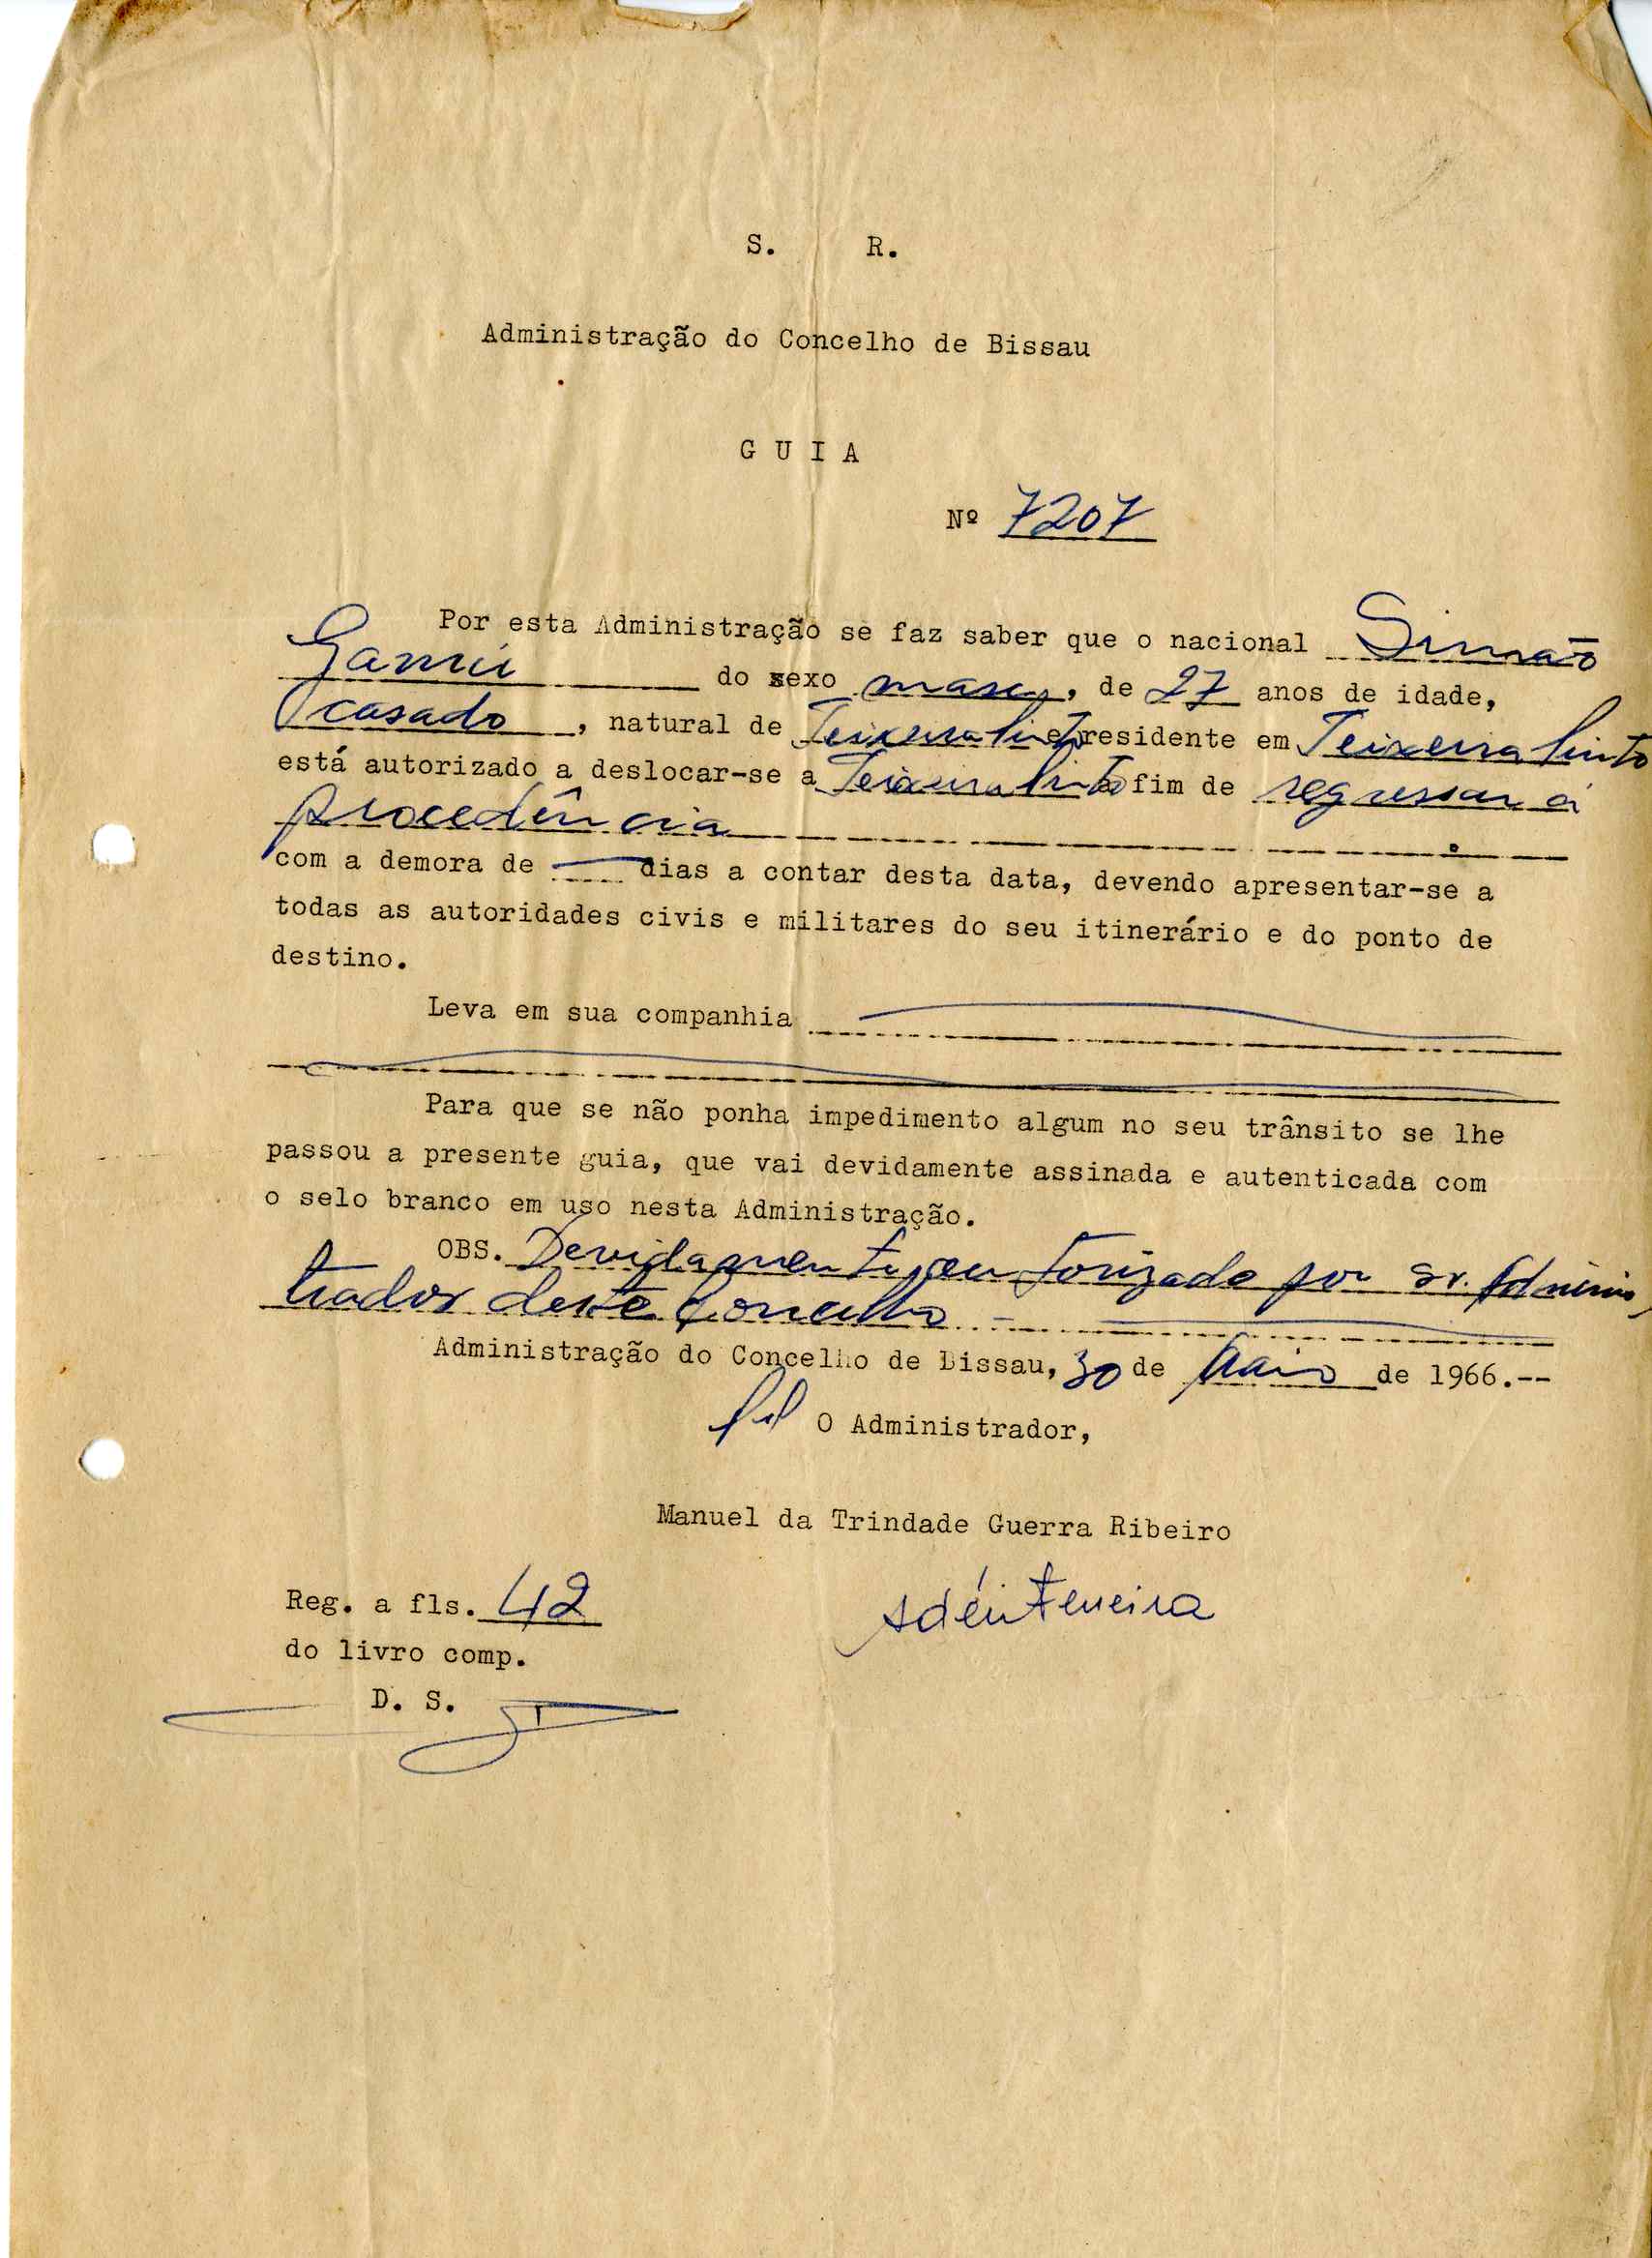 S. R.
Administração do Concelho de Bissau
G U I A
Nº 7207
Por esta Administração se faz saber que o nacional Simão
do sexo masc, de 27 anos de idade,
casado, natural de Teixeira Pinto e residente em Teixeira Pinto
está autorizado a deslocar-se a Teixeira Pinto a fim de regressar á
procedência
com a demora de dias a contar desta data, devendo apresentar-se a
todas as autoridades civis e militares do seu itinerário e do ponto de
destino.
Leva em sua companhia
Para que se não ponha impedimento algum no seu trânsito se lhe
passou a presente guia, que vai devidamente assinada e autenticada com
o selo branco em uso nesta Administração.
OBS. Devidamente autorizado por Sr. Adminis
trador deste Concelho
Administração do Concelho de Bissau, 30 de Maio de 1966.--
O Administrador,
Manuel da Trindade Guerra Ribeiro
Ferreira
Reg. a fls. 42
do livro comp.
D. S.